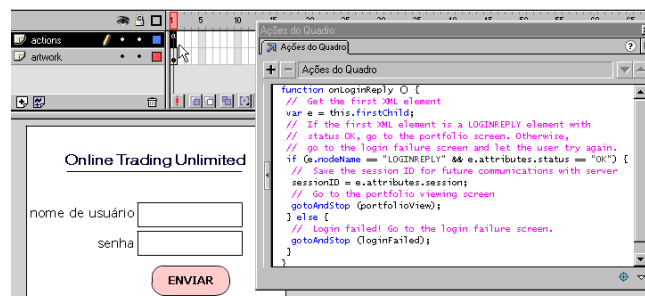 1 5 10
actions
artwork
Online Trading Unlimited
nome de usuário
senha
ENVIAR
Ações do Quadro
Ações do Quadro
Ações do Quadro
function onLoginReply () {
// Get the first XML element
var e = this.firstChild;
// If the first XML element is a LOGINREPLY element with
// status OK, go to the portfolio screen. Otherwise,
// go to the login failure screen and let the user try again.
if (e.nodeName == "LOGINREPLY" && e.attributes.status == "OK") {
// Save the session ID for future communications with server
sessionID = e.attributes.session;
// Go to the portfolio viewing screen
gotoAndStop (portfolioView);
} else {
// Login failed! Go to the login failure screen.
gotoAndStop (loginFailed);
}
}